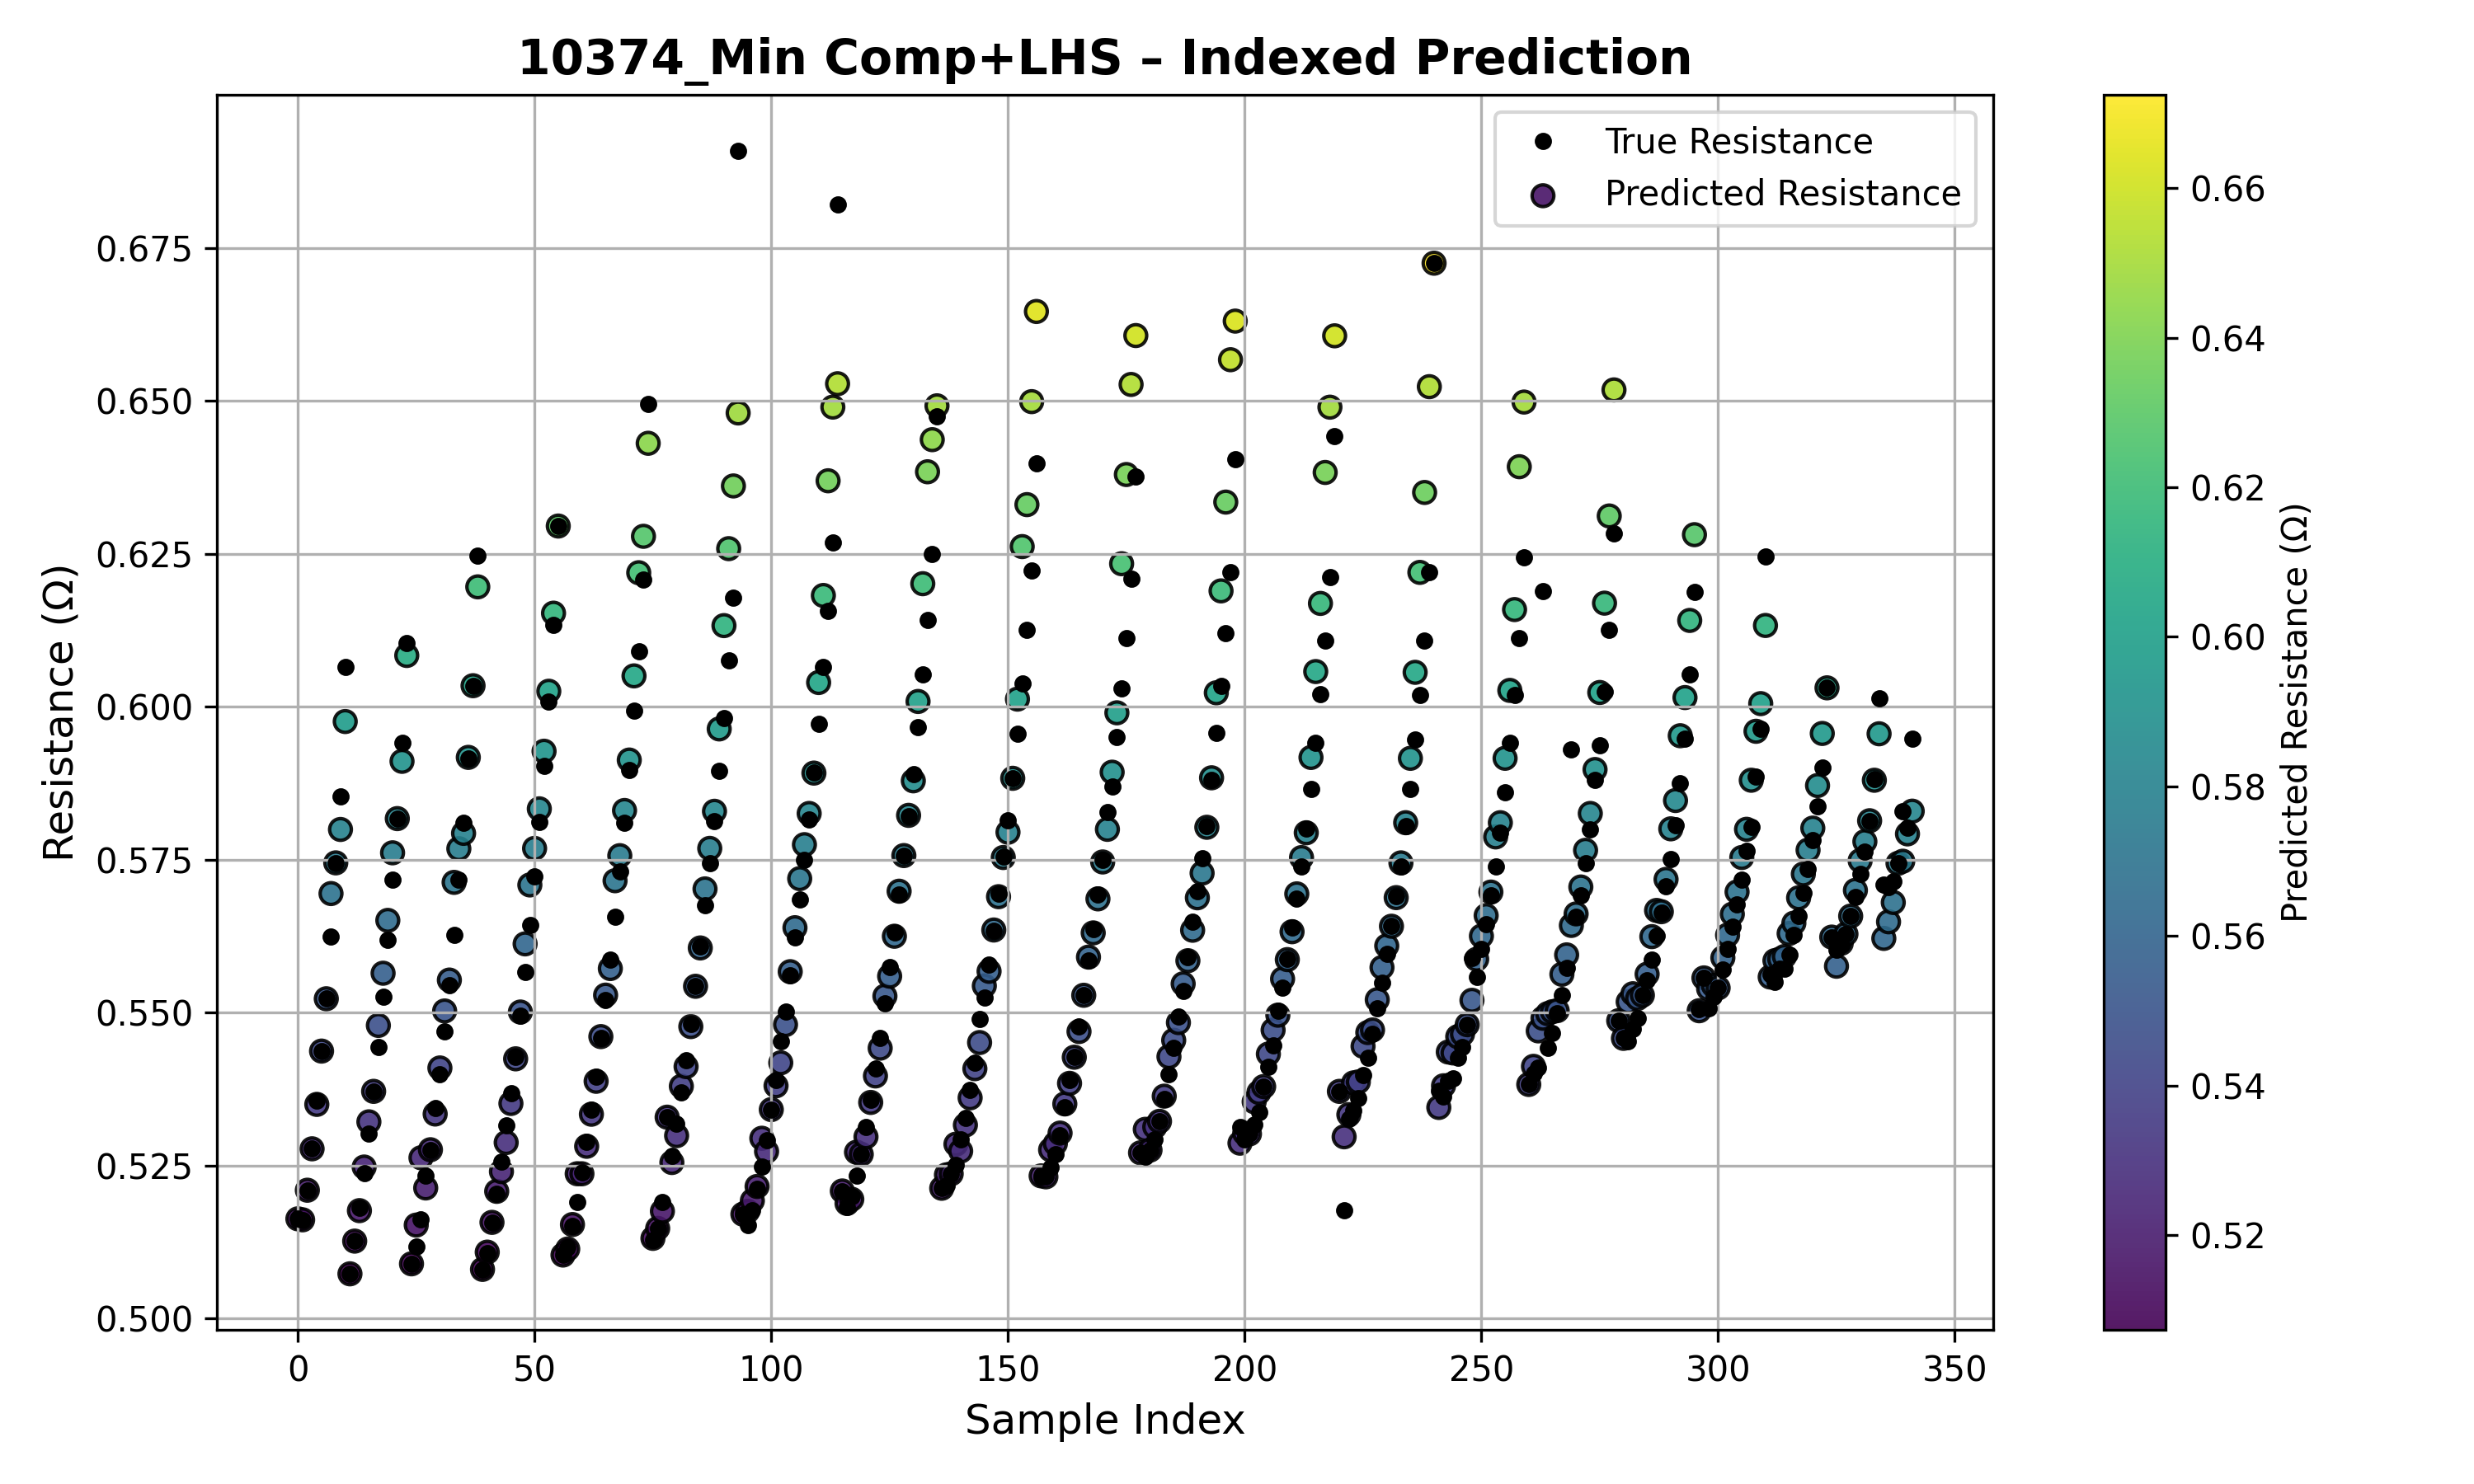 10374_Min Comp+LHS – Indexed Prediction
True Resistance
Predicted Resistance
Resistance (Ω)
0.675
0.650
0.625
0.600
0.575
0.550
0.525
0.500
0 50 100 150 200 250 300 350
Sample Index
0.66
0.64
0.62
0.60
0.58
0.56
0.54
0.52
Predicted Resistance (Ω)